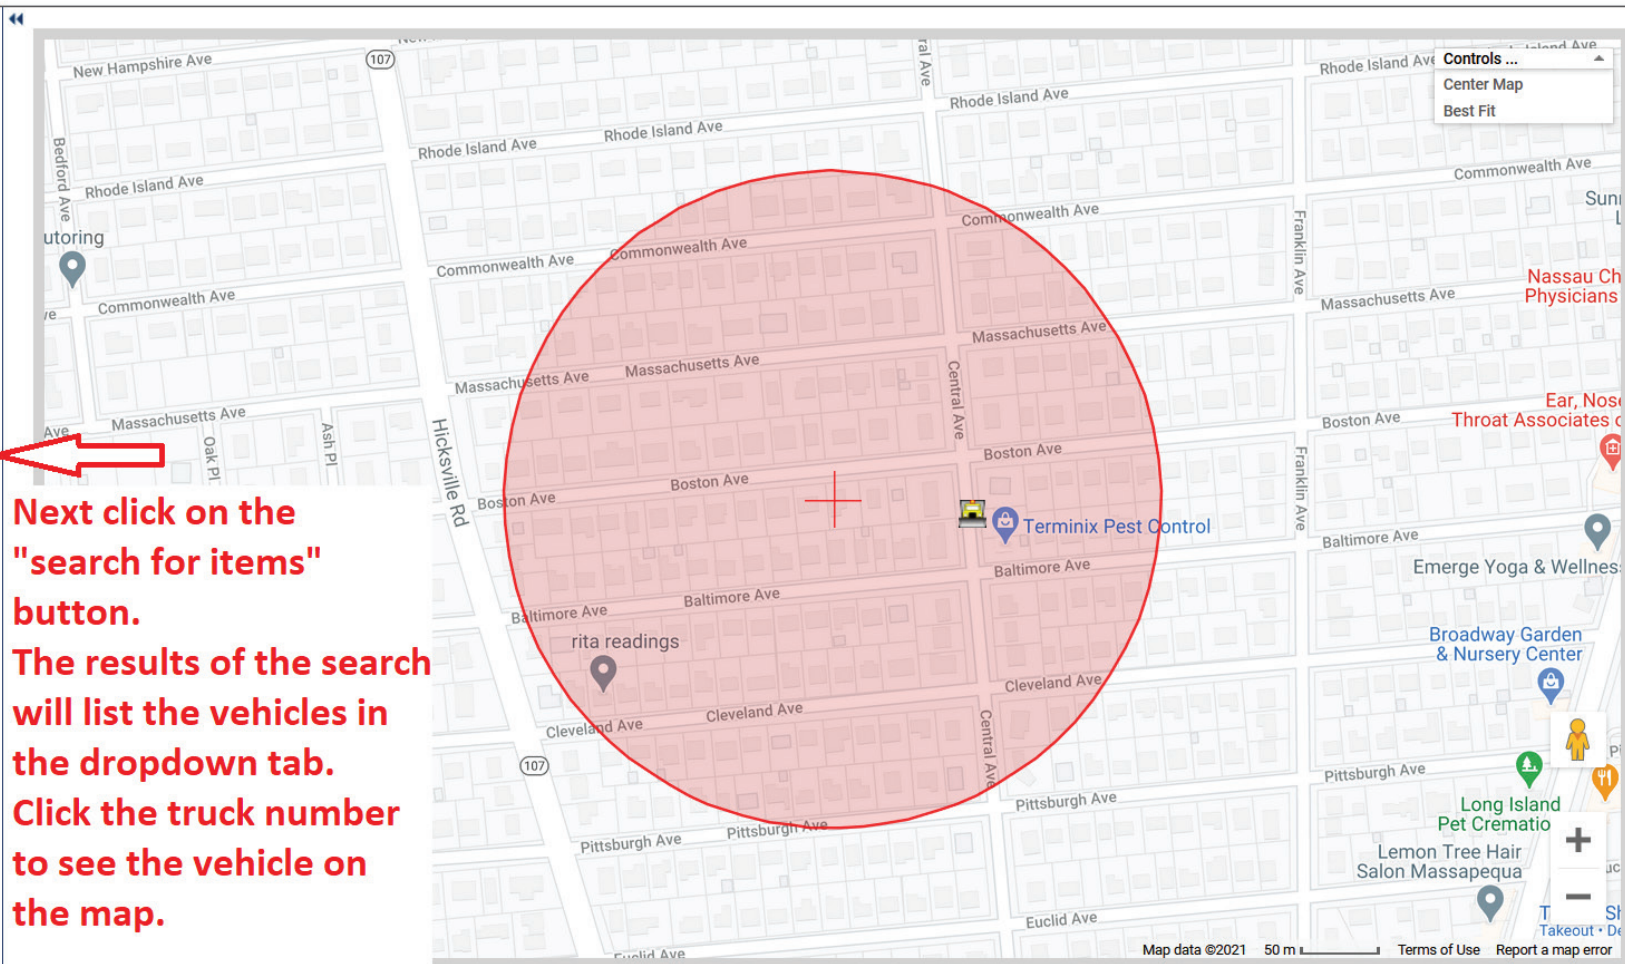 New Hampshire Ave
107
Rhode Island Ave
Controls ...
Center Map
Best Fit
Rhode Island Ave
Rhode Island Ave
Rhode Island Ave
Bedford Ave
Rhode Island Ave
Commonwealth Ave
Commonwealth Ave
Franklin Ave
utoring
Commonwealth Ave
Commonwealth Ave
Commonwealth Ave
Nassau Ch
Physicians
Massachusetts Ave
Massachusetts Ave
Massachusetts Ave
Massachusetts Ave
Central Ave
Massachusetts Ave
Ave
Oak Pl
Ash Pl
Hicksville Rd
Ear, Nose
Throat Associates o
Boston Ave
Boston Ave
Boston Ave
Boston Ave
Franklin Ave
Terminix Pest Control
Baltimore Ave
Baltimore Ave
Baltimore Ave
Baltimore Ave
Emerge Yoga & Wellness
rita readings
Broadway Garden
& Nursery Center
Cleveland Ave
Cleveland Ave
Cleveland Ave
Central Ave
107
Pittsburgh Ave
Pittsburgh Ave
Pittsburgh Ave
Pittsburgh Ave
Long Island
Pet Crematio
Lemon Tree Hair
Salon Massapequa
Euclid Ave
Euclid Ave
Takeout • De
Next click on the
"search for items"
button.
The results of the search
will list the vehicles in
the dropdown tab.
Click the truck number
to see the vehicle on
the map.
Map data ©2021
50 m
Terms of Use
Report a map error